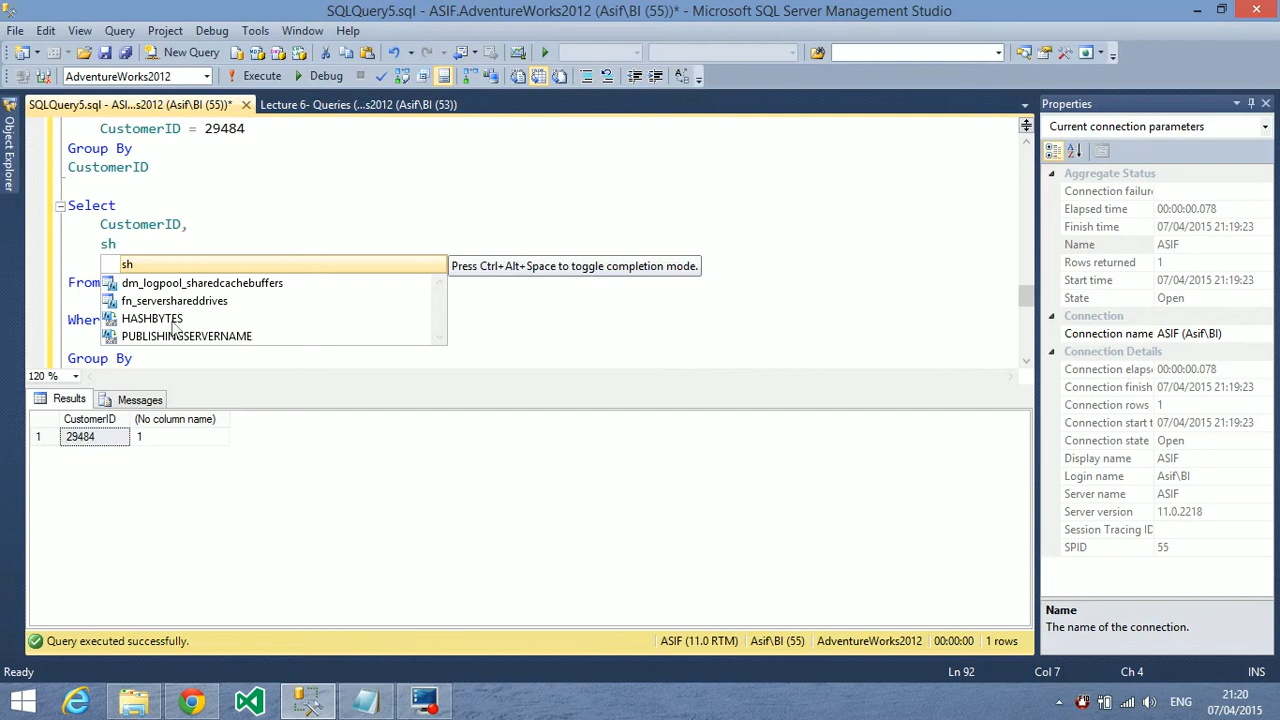 SQLQuery5.sql - ASIF.AdventureWorks2012 (Asif\BI (55))* - Microsoft SQL Server Management Studio
File Edit View Query Project Debug Tools Window Help
New Query
AdventureWorks2012 Execute Debug
SQLQuery5.sql - ASI...s2012 (Asif\BI (55))* Lecture 6- Queries (...s2012 (Asif\BI (53))
Object Explorer
CustomerID = 29484
Group By
CustomerID
Select
CustomerID,
sh
sh
Press Ctrl+Alt+Space to toggle completion mode.
dm_logpool_sharedcachebuffers
From
fn_servershareddrives
HASHBYTES
Wher
PUBLISHINGSERVERNAME
Group By
120 %
Results Messages
CustomerID (No column name)
1 29484 1
Query executed successfully. ASIF (11.0 RTM) Asif\BI (55) AdventureWorks2012 00:00:00 1 rows
Properties
Current connection parameters
Aggregate Status
Connection failure
Elapsed time 00:00:00.078
Finish time 07/04/2015 21:19:23
Name ASIF
Rows returned 1
Start time 07/04/2015 21:19:23
State Open
Connection
Connection name ASIF (Asif\BI)
Connection Details
Connection elaps 00:00:00.078
Connection finish 07/04/2015 21:19:23
Connection rows 1
Connection start t 07/04/2015 21:19:23
Connection state Open
Display name ASIF
Login name Asif\BI
Server name ASIF
Server version 11.0.2218
Session Tracing ID
SPID 55
Name
The name of the connection.
Ready Ln 92 Col 7 Ch 4 INS
ENG
21:20
07/04/2015